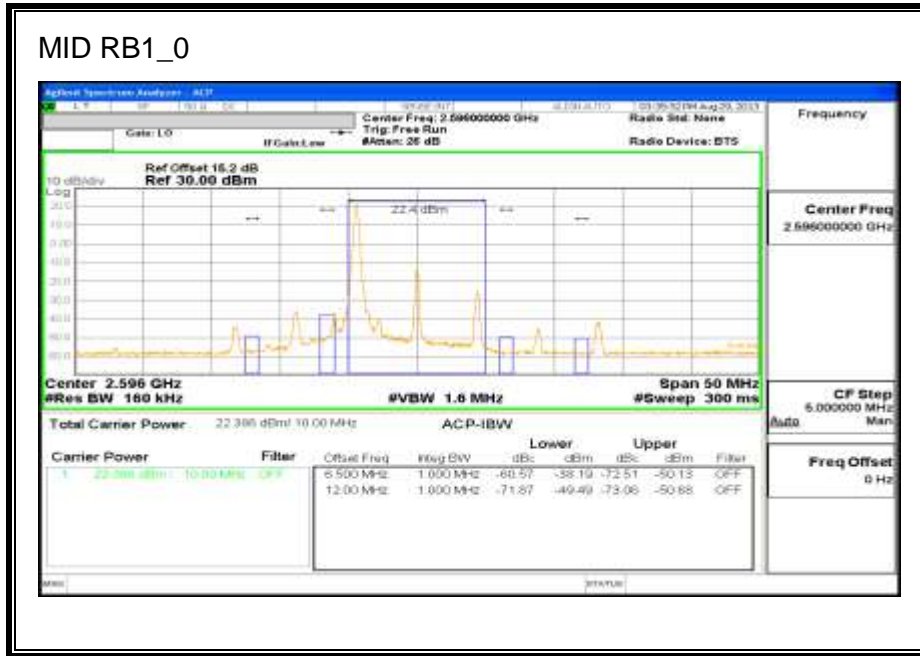 MID RB1_0
Agilent Spectrum Analyzer - ACP
Center Freq: 2.596000000 GHz
Radio Std: None
Frequency
Gate: LO
Trig: Free Run
IFGain:Low
#Atten: 26 dB
Radio Device: BTS
Ref Offset 15.2 dB
10 dB/div
Ref 30.00 dBm
Log
22.4 dBm
Center Freq
2.596000000 GHz
Center 2.596 GHz
Span 50 MHz
#Res BW 160 kHz
#VBW 1.6 MHz
#Sweep 300 ms
CF Step
5.000000 MHz
Auto Man
Total Carrier Power
10.00 MHz
ACP-IBW
Lower Upper
Carrier Power Filter
Offset Freq Integ BW dBc dBm dBc dBm Filter
6.500 MHz 1.000 MHz -60.57 -38.19 -72.51 -50.13 OFF
12.00 MHz 1.000 MHz -71.87 -49.49 -73.06 -50.68 OFF
Freq Offset
0 Hz
MSG
STATUS